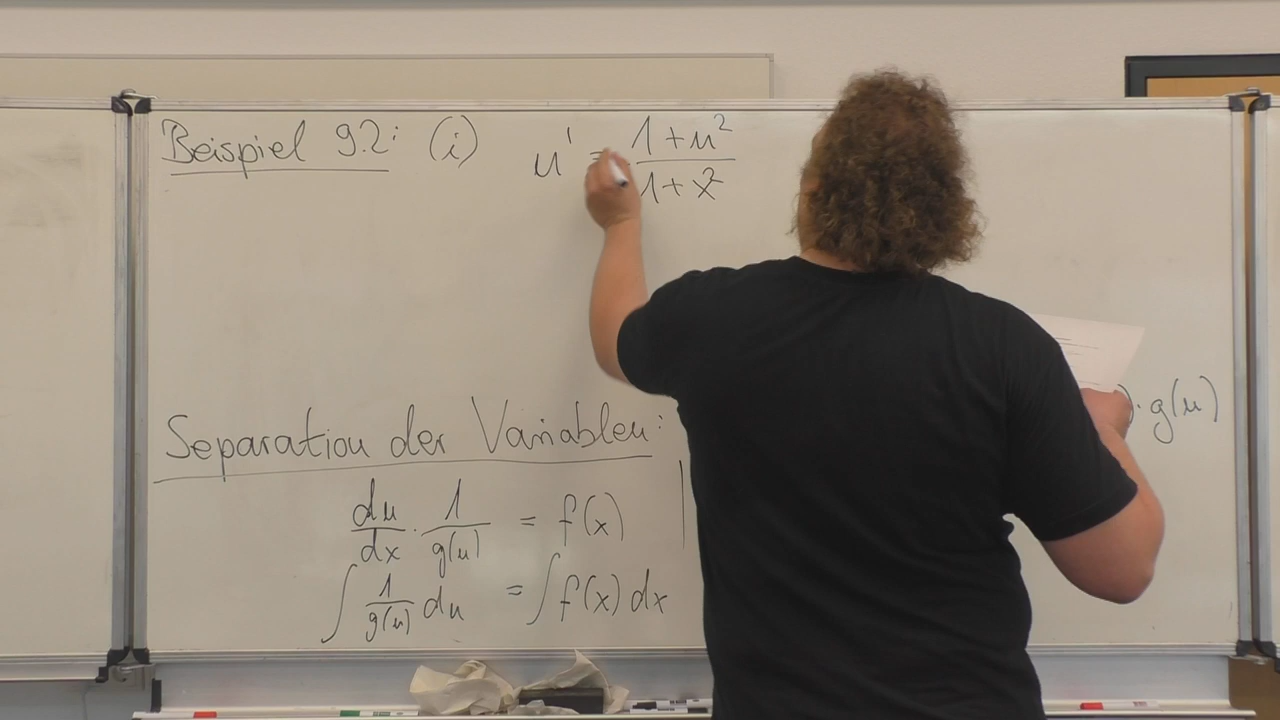 Beispiel 9.2: (i) u' = 1+u² / 1+x²
Separation der Variablen: ) · g(u)
du/dx · 1/g(u) = f(x) |
∫ 1/g(u) du = ∫ f(x) dx